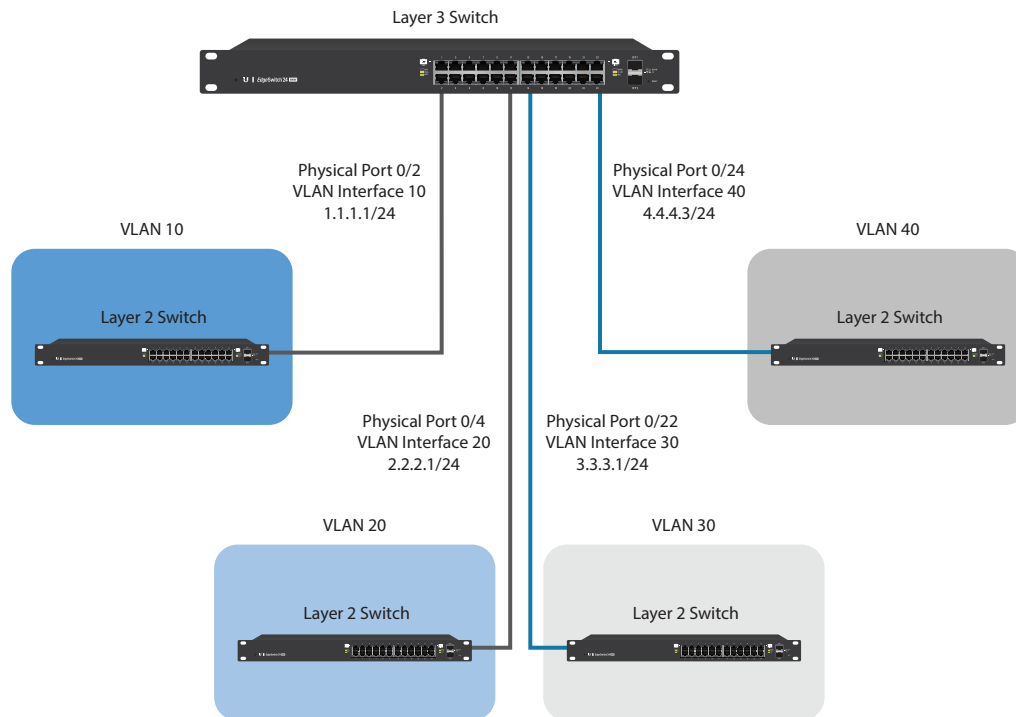 Layer 3 Switch
EdgeSwitch 24
Physical Port 0/2
VLAN Interface 10
1.1.1.1/24
Physical Port 0/24
VLAN Interface 40
4.4.4.3/24
VLAN 10
Layer 2 Switch
VLAN 40
Layer 2 Switch
Physical Port 0/4
VLAN Interface 20
2.2.2.1/24
Physical Port 0/22
VLAN Interface 30
3.3.3.1/24
VLAN 20
Layer 2 Switch
VLAN 30
Layer 2 Switch